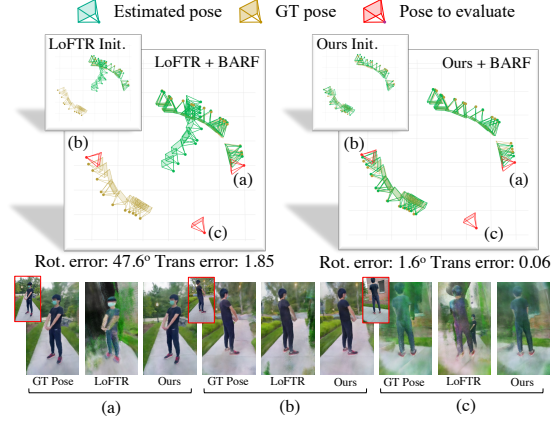 Estimated pose GT pose Pose to evaluate
LoFTR Init.
LoFTR + BARF
(b)
(a)
(c)
Ours Init.
Ours + BARF
(b)
(a)
(c)
Rot. error: 47.6° Trans error: 1.85
Rot. error: 1.6° Trans error: 0.06
GT Pose LoFTR Ours GT Pose LoFTR Ours GT Pose LoFTR Ours
(a) (b) (c)